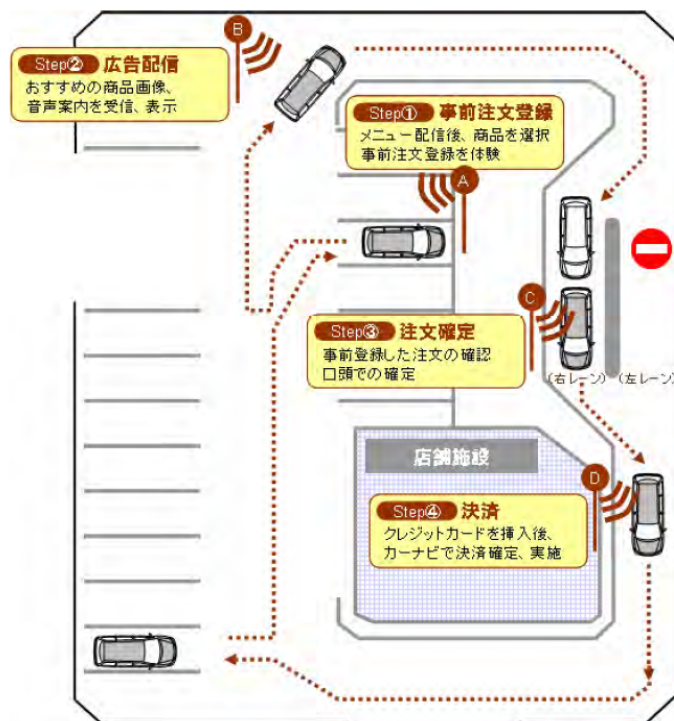 B
Step② 広告配信
おすすめの商品画像、
音声案内を受信、表示
Step① 事前注文登録
メニュー配信後、商品を選択
事前注文登録を体験
A
C
Step③ 注文確定
事前登録した注文の確認
口頭での確定
(右レーン) (左レーン)
店舗施設
D
Step④ 決済
クレジットカードを挿入後、
カーナビで決済確定、実施